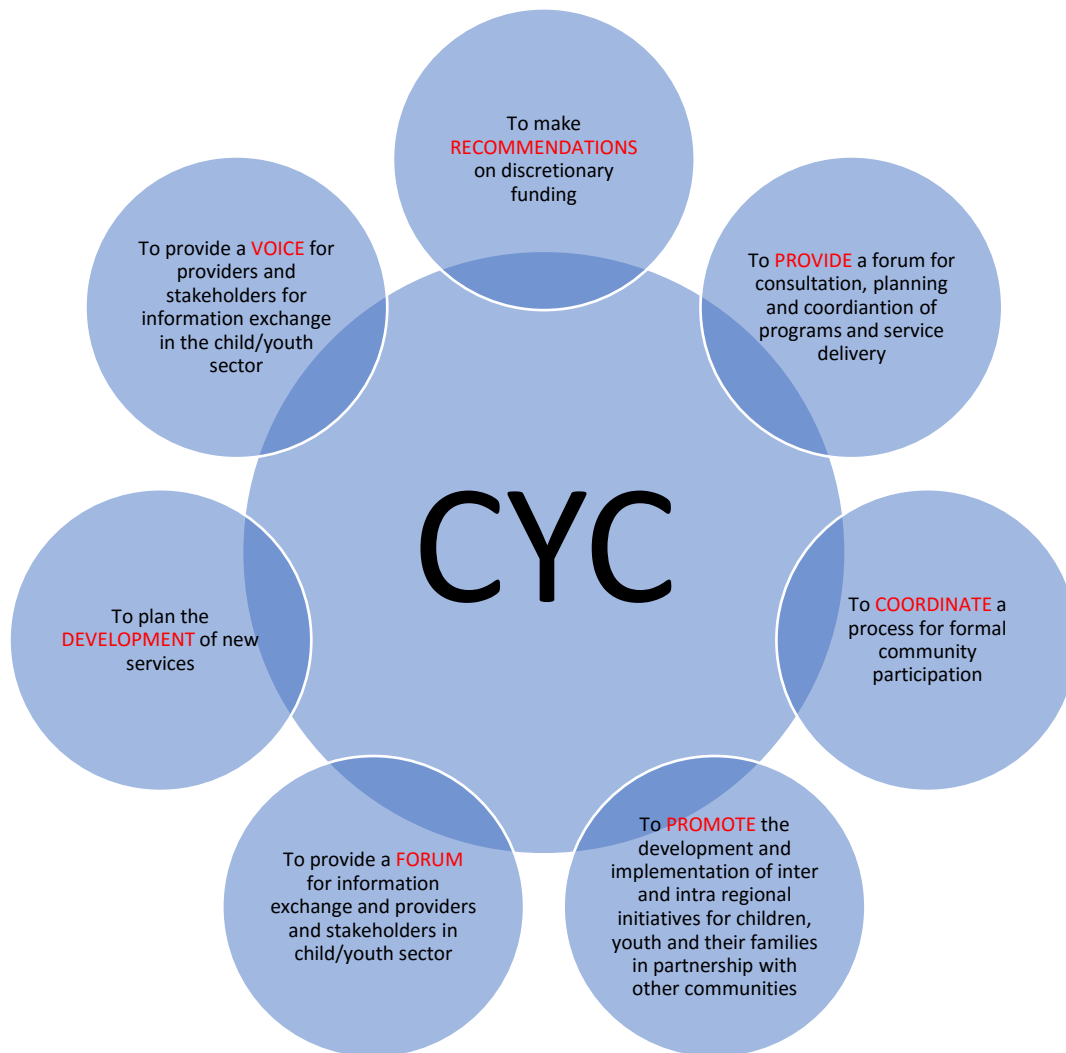 To make
RECOMMENDATIONS
on discretionary
funding
To PROVIDE a forum for
consultation, planning
and coordiantion of
programs and service
delivery
To COORDINATE a
process for formal
community
participation
To PROMOTE the
development and
implementation of inter
and intra regional
initiatives for children,
youth and their families
in partnership with
other communities
To provide a FORUM
for information
exchange and providers
and stakeholders in
child/youth sector
To plan the
DEVELOPMENT of new
services
To provide a VOICE for
providers and
stakeholders for
information exchange
in the child/youth
sector
CYC